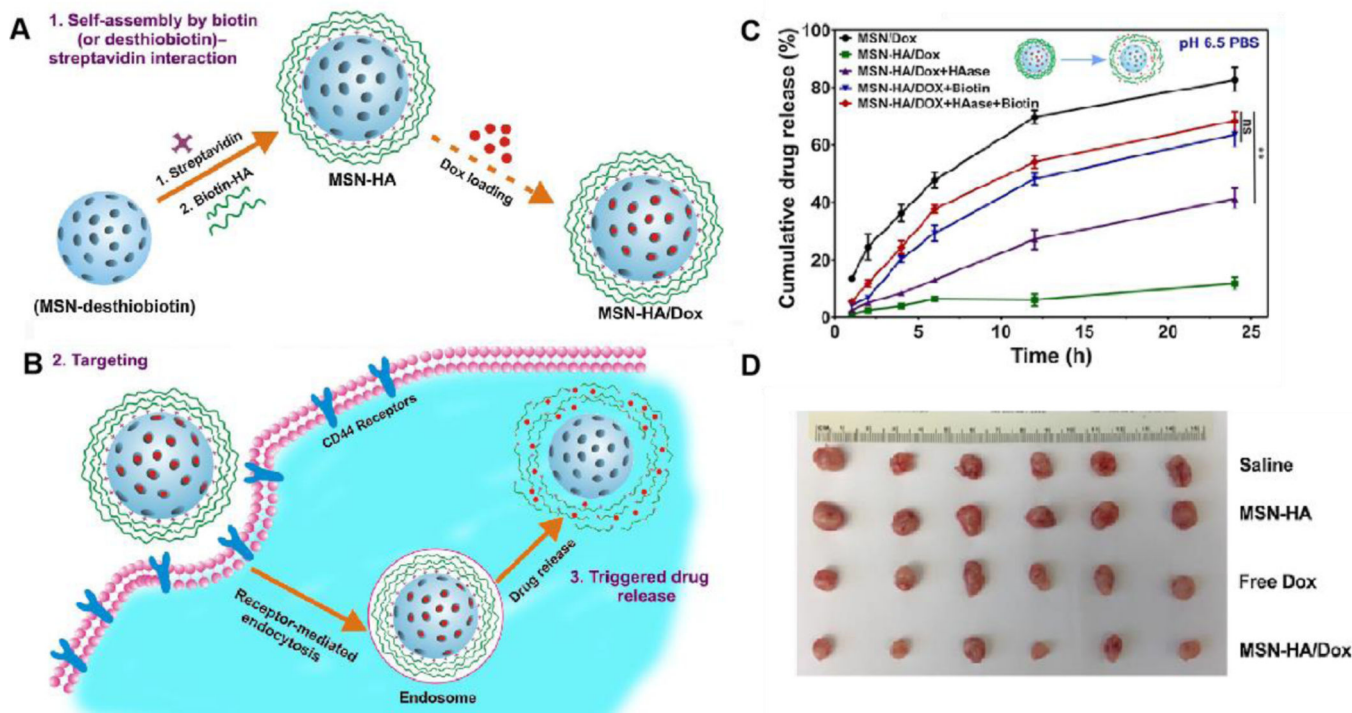 A
1. Self-assembly by biotin
(or desthiobiotin)–
streptavidin interaction
1. Streptavidin
2. Biotin-HA
(MSN-desthiobiotin)
MSN-HA
Dox loading
MSN-HA/Dox
B
2. Targeting
CD44 Receptors
Receptor-mediated
endocytosis
Endosome
Drug release
3. Triggered drug
release
C
Cumulative drug release (%)
100
80
60
40
20
0
MSN/Dox
MSN-HA/Dox
MSN-HA/Dox+HAase
MSN-HA/DOX+Biotin
MSN-HA/DOX+HAase+Biotin
pH 6.5 PBS
ns
**
0
5
10
15
20
25
Time (h)
D
Saline
MSN-HA
Free Dox
MSN-HA/Dox